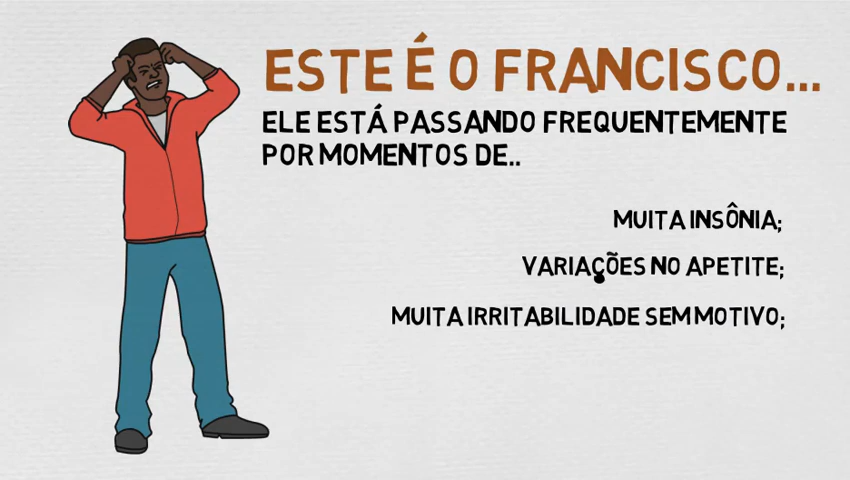 ESTE É O FRANCISCO...
ELE ESTÁ PASSANDO FREQUENTEMENTE
POR MOMENTOS DE..
MUITA INSÔNIA;
VARIAÇÕES NO APETITE;
MUITA IRRITABILIDADE SEM MOTIVO;